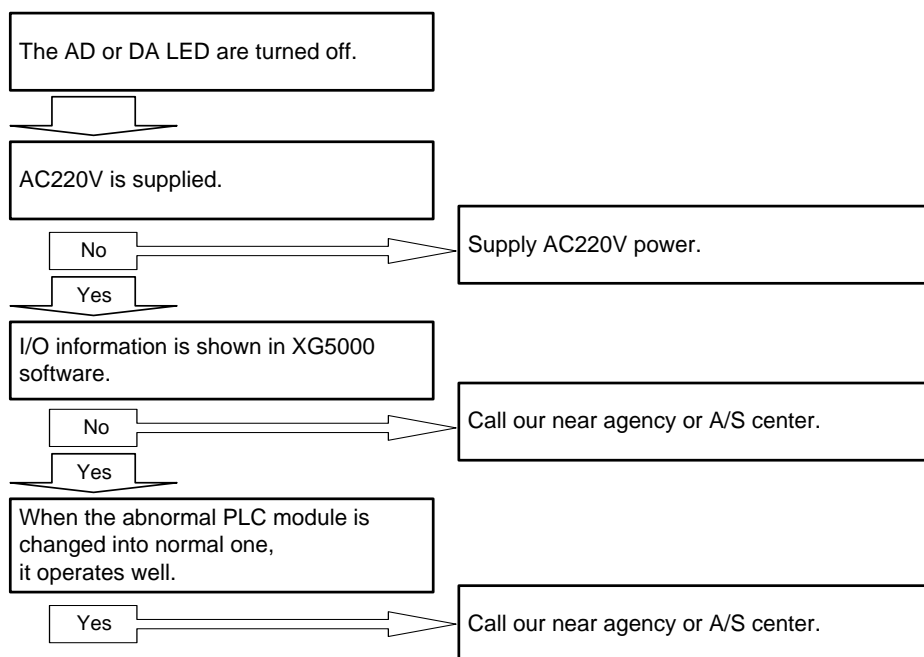 The AD or DA LED are turned off.
AC220V is supplied.
No
Supply AC220V power.
Yes
I/O information is shown in XG5000
software.
No
Call our near agency or A/S center.
Yes
When the abnormal PLC module is
changed into normal one,
it operates well.
Yes
Call our near agency or A/S center.